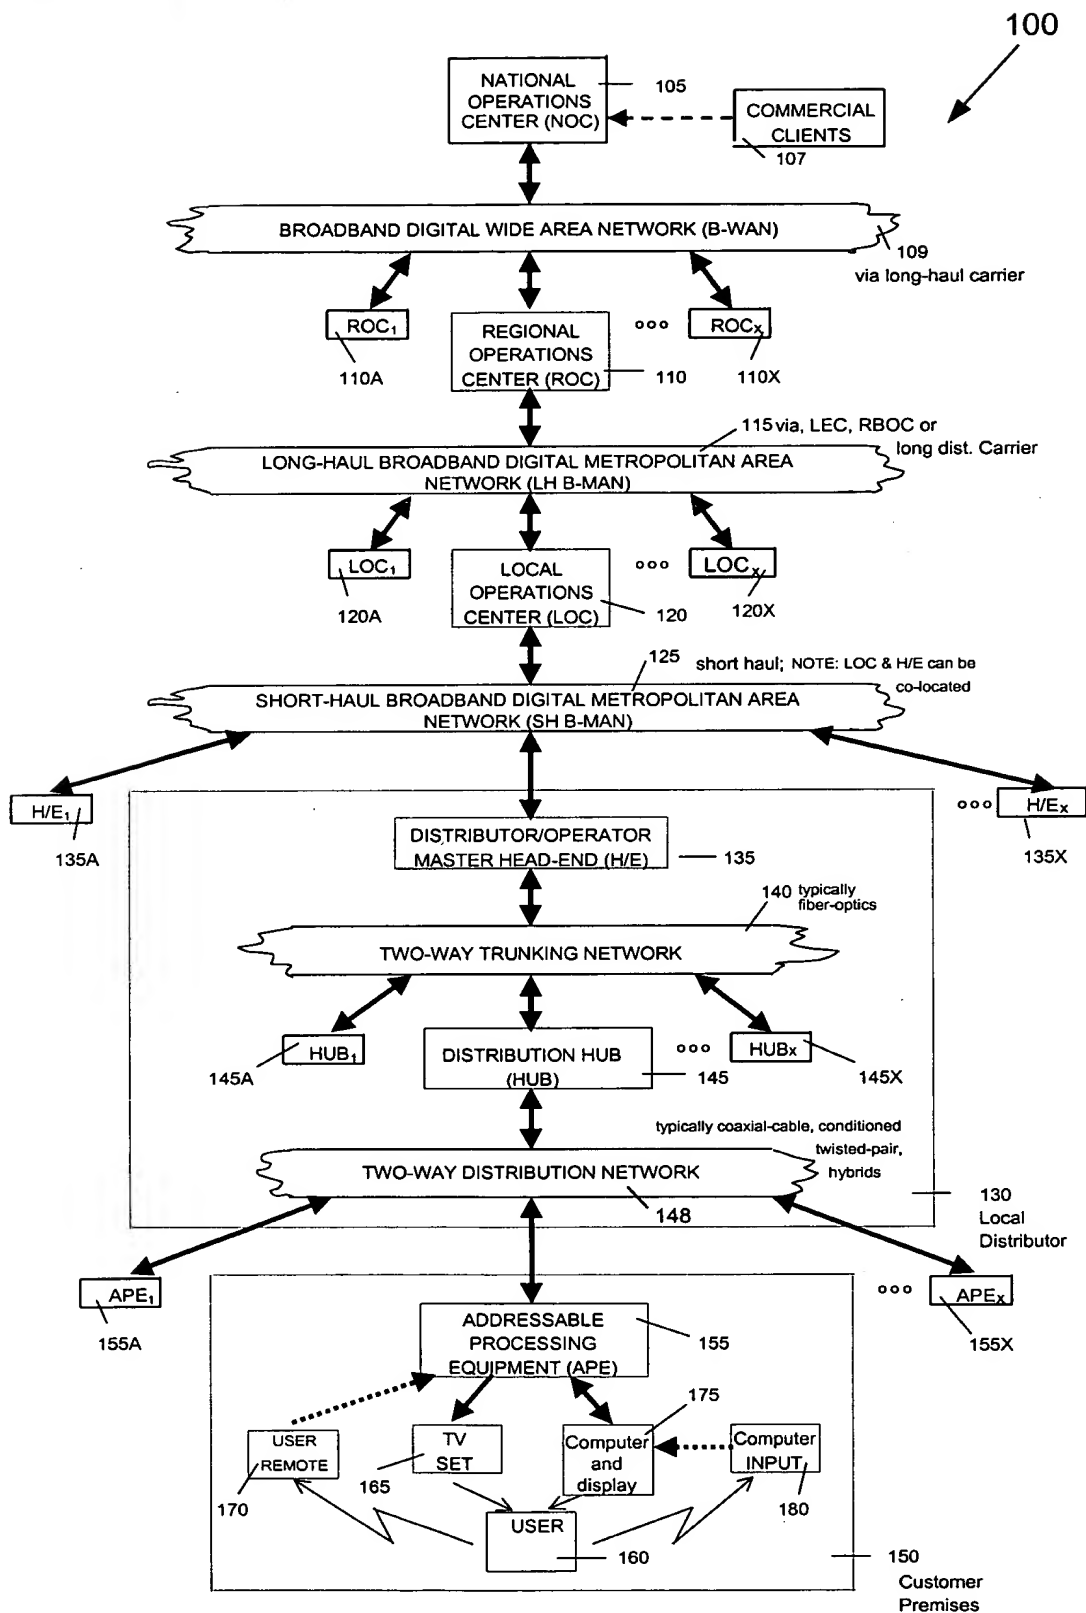 100
NATIONAL
OPERATIONS
CENTER (NOC)
105
COMMERCIAL
CLIENTS
107
BROADBAND DIGITAL WIDE AREA NETWORK (B-WAN)
109
via long-haul carrier
ROC1
110A
REGIONAL
OPERATIONS
CENTER (ROC)
110
ooo
ROCX
110X
115 via, LEC, RBOC or
long dist. Carrier
LONG-HAUL BROADBAND DIGITAL METROPOLITAN AREA
NETWORK (LH B-MAN)
LOC1
120A
LOCAL
OPERATIONS
CENTER (LOC)
120
ooo
LOCX
120X
125 short haul; NOTE: LOC & H/E can be
co-located
SHORT-HAUL BROADBAND DIGITAL METROPOLITAN AREA
NETWORK (SH B-MAN)
H/E1
135A
DISTRIBUTOR/OPERATOR
MASTER HEAD-END (H/E)
135
ooo
H/EX
135X
140 typically
fiber-optics
TWO-WAY TRUNKING NETWORK
HUB1
145A
DISTRIBUTION HUB
(HUB)
145
ooo
HUBX
145X
typically coaxial-cable, conditioned
twisted-pair,
hybrids
TWO-WAY DISTRIBUTION NETWORK
148
130
Local
Distributor
APE1
155A
ADDRESSABLE
PROCESSING
EQUIPMENT (APE)
155
ooo
APEX
155X
USER
REMOTE
170
TV
SET
165
Computer
and
display
175
Computer
INPUT
180
USER
160
150
Customer
Premises